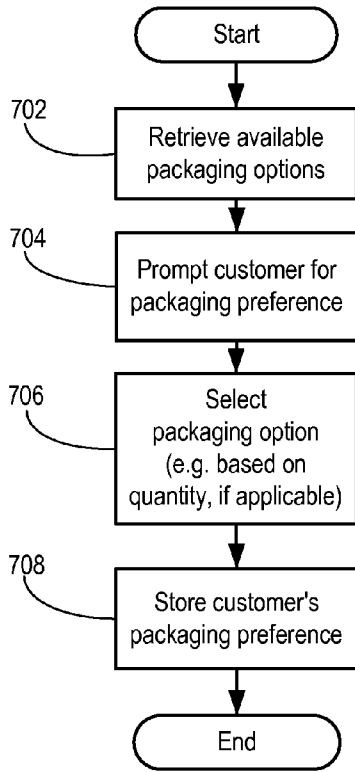 Start
702
Retrieve available
packaging options
704
Prompt customer for
packaging preference
706
Select
packaging option
(e.g. based on
quantity, if applicable)
708
Store customer's
packaging preference
End